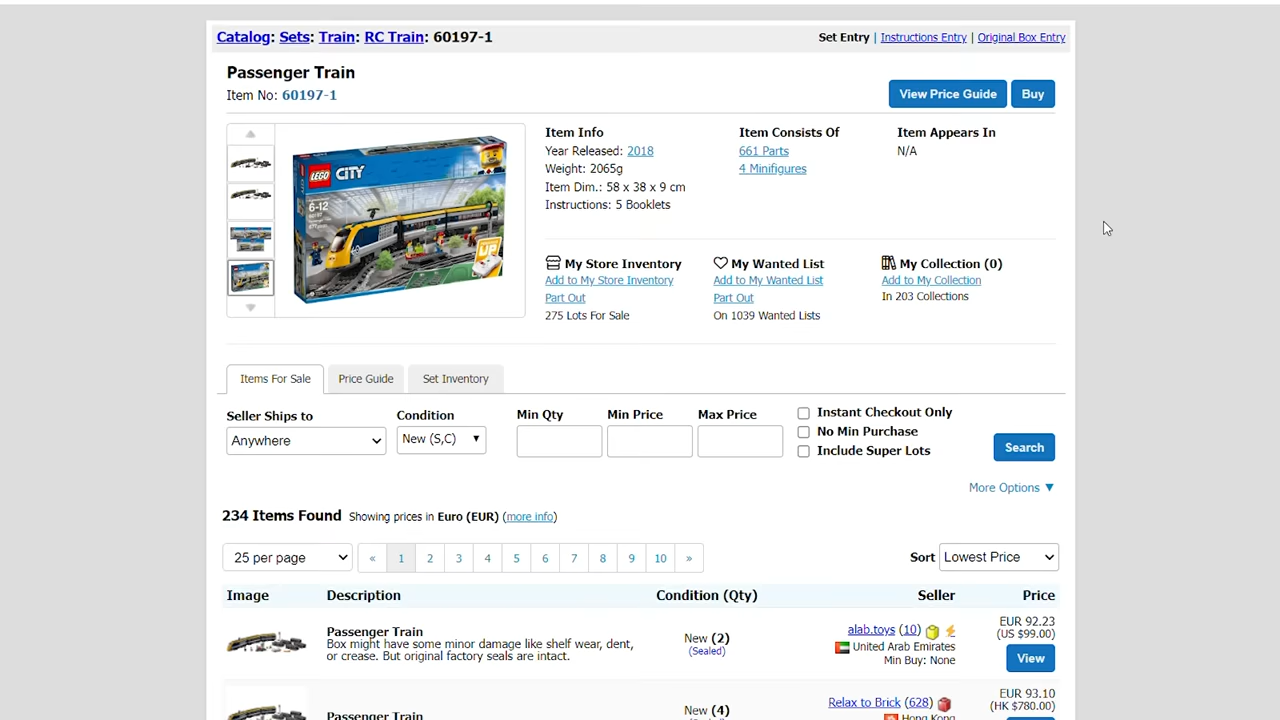 Catalog: Sets: Train: RC Train: 60197-1
Set Entry | Instructions Entry | Original Box Entry
Passenger Train
Item No: 60197-1
View Price Guide
Buy
LEGO CITY
6-12
60197
Item Info
Year Released: 2018
Weight: 2065g
Item Dim.: 58 x 38 x 9 cm
Instructions: 5 Booklets
Item Consists Of
661 Parts
4 Minifigures
Item Appears In
N/A
My Store Inventory
Add to My Store Inventory
Part Out
275 Lots For Sale
My Wanted List
Add to My Wanted List
Part Out
On 1039 Wanted Lists
My Collection (0)
Add to My Collection
In 203 Collections
Items For Sale
Price Guide
Set Inventory
Seller Ships to
Anywhere
Condition
New (S,C) ▼
Min Qty
Min Price
Max Price
Instant Checkout Only
No Min Purchase
Include Super Lots
Search
More Options ▼
234 Items Found Showing prices in Euro (EUR) (more info)
25 per page
« 1 2 3 4 5 6 7 8 9 10 »
Sort Lowest Price
Image Description Condition (Qty) Seller Price
Passenger Train
Box might have some minor damage like shelf wear, dent,
or crease. But original factory seals are intact.
New (2)
(Sealed)
alab.toys (10)
United Arab Emirates
Min Buy: None
EUR 92.23
(US $99.00)
View
Passenger Train
New (4)
Relax to Brick (628)
Hong Kong
EUR 93.10
(HK $780.00)